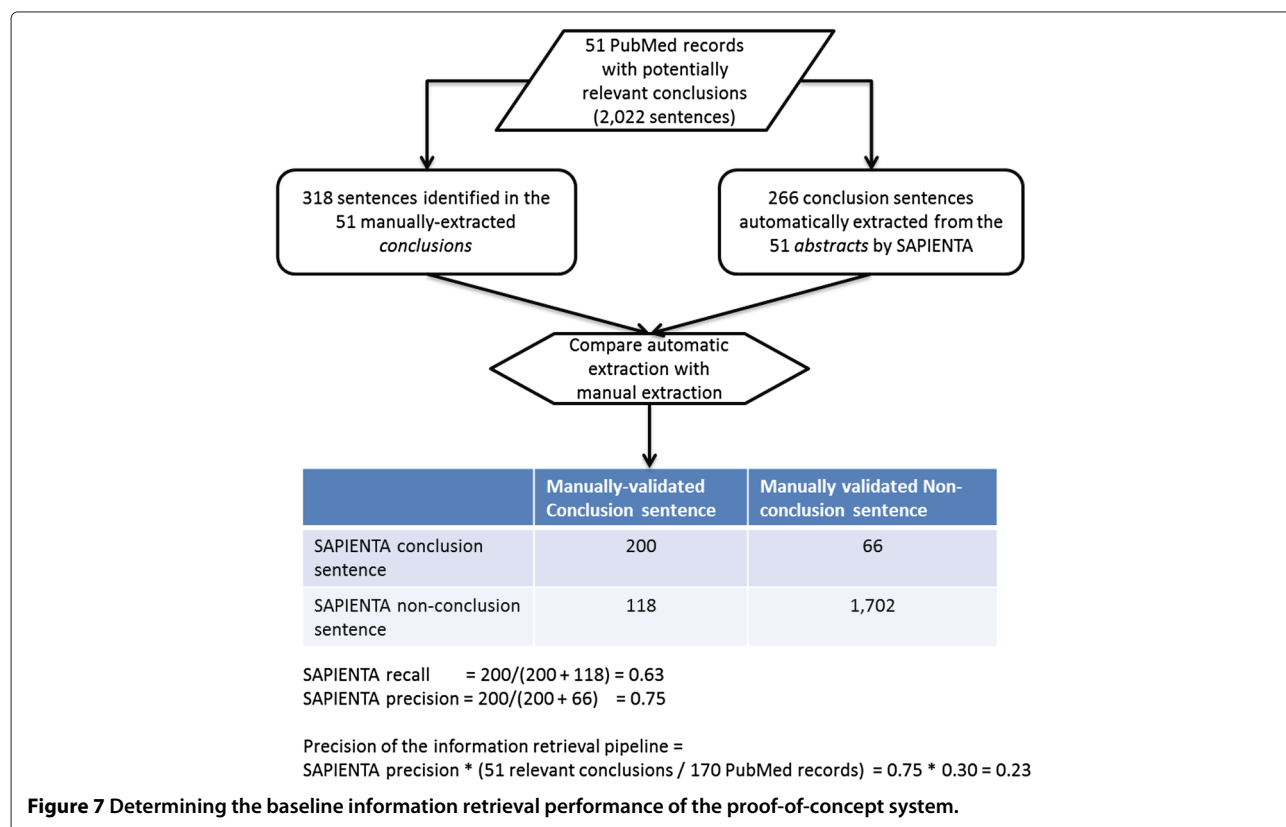 51 PubMed records
with potentially
relevant conclusions
(2,022 sentences)
318 sentences identified in the
51 manually-extracted
conclusions
266 conclusion sentences
automatically extracted from the
51 abstracts by SAPIENTA
Compare automatic
extraction with
manual extraction
Manually-validated
Conclusion sentence
Manually validated Non-
conclusion sentence
SAPIENTA conclusion
sentence
200
66
SAPIENTA non-conclusion
sentence
118
1,702
SAPIENTA recall = 200/(200 + 118) = 0.63
SAPIENTA precision = 200/(200 + 66) = 0.75
Precision of the information retrieval pipeline =
SAPIENTA precision * (51 relevant conclusions / 170 PubMed records) = 0.75 * 0.30 = 0.23
Figure 7 Determining the baseline information retrieval performance of the proof-of-concept system.